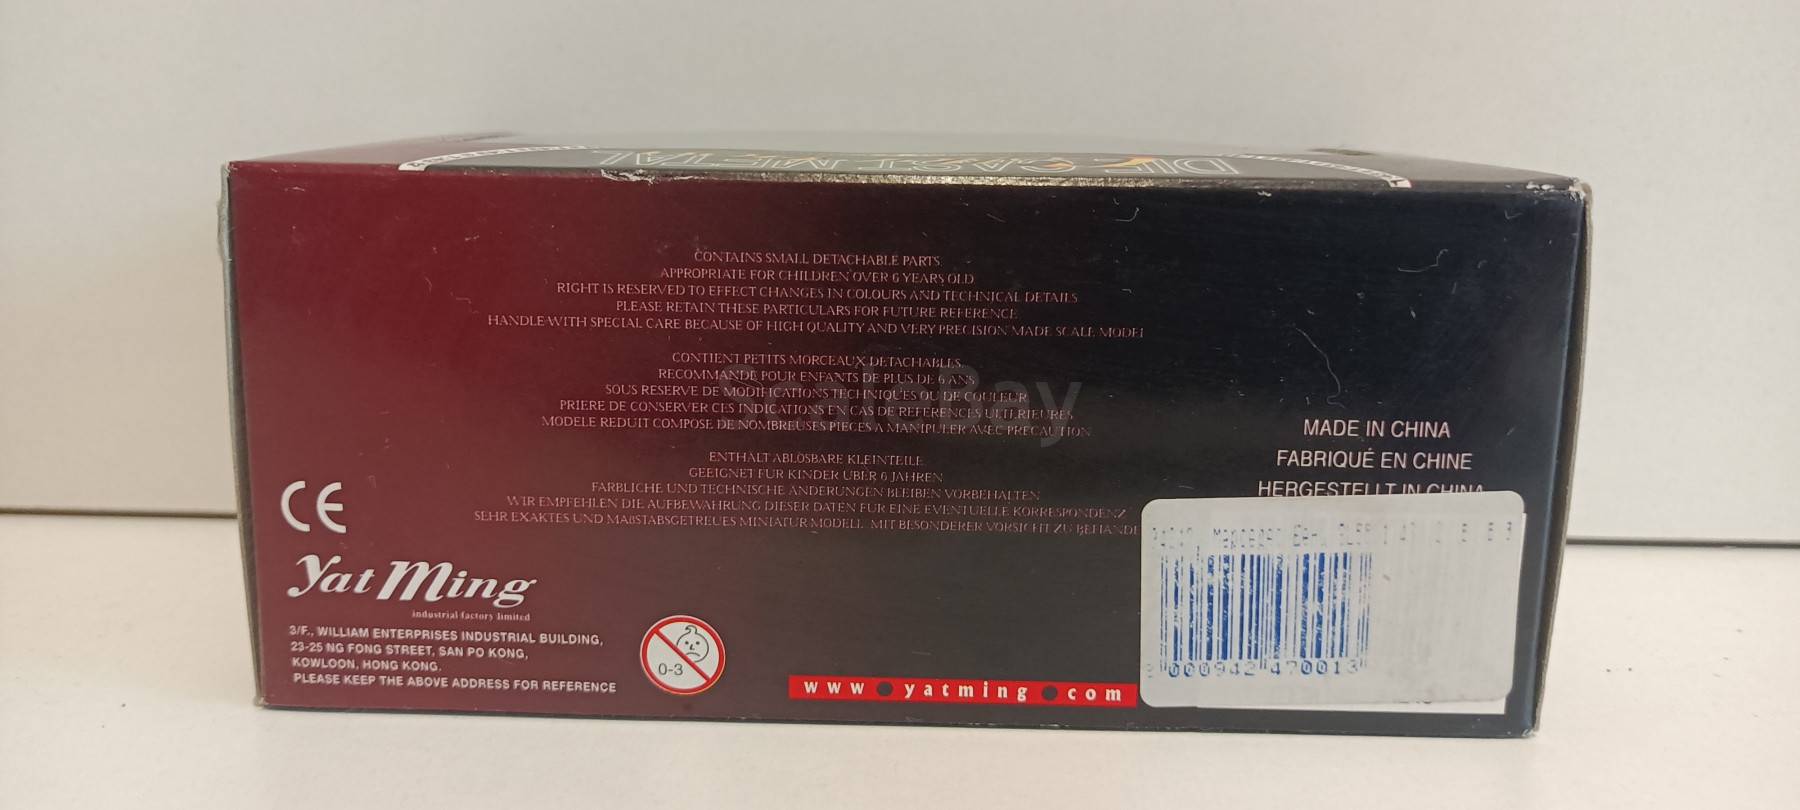 DIE CAST METAL
CONTAINS SMALL DETACHABLE PARTS
APPROPRIATE FOR CHILDREN OVER 6 YEARS OLD
RIGHT IS RESERVED TO EFFECT CHANGES IN COLOURS AND TECHNICAL DETAILS
PLEASE RETAIN THESE PARTICULARS FOR FUTURE REFERENCE
HANDLE WITH SPECIAL CARE BECAUSE OF HIGH QUALITY AND VERY PRECISION MADE SCALE MODEL
CONTIENT PETITS MORCEAUX DETACHABLES
RECOMMANDE POUR ENFANTS DE PLUS DE 6 ANS
SOUS RESERVE DE MODIFICATIONS TECHNIQUES OU DE COULEUR
PRIERE DE CONSERVER CES INDICATIONS EN CAS DE REFERENCES ULTERIEURES
MODELE REDUIT COMPOSE DE NOMBREUSES PIECES A MANIPULER AVEC PRECAUTION
ENTHÄLT ABLÖSBARE KLEINTEILE
GEEIGNET FÜR KINDER ÜBER 6 JAHREN
FARBLICHE UND TECHNISCHE ÄNDERUNGEN BLEIBEN VORBEHALTEN
WIR EMPFEHLEN DIE AUFBEWAHRUNG DIESER DATEN FÜR EINE EVENTUELLE KORRESPONDENZ
SEHR EXAKTES UND MAßSTABSGETREUES MINIATUR MODELL MIT BESONDERER VORSICHT ZU BEHANDE
ScaleBay
MADE IN CHINA
FABRIQUÉ EN CHINE
HERGESTELLT IN CHINA
CE
Yat Ming
industrial factory limited
3/F., WILLIAM ENTERPRISES INDUSTRIAL BUILDING,
23-25 NG FONG STREET, SAN PO KONG,
KOWLOON, HONG KONG.
PLEASE KEEP THE ABOVE ADDRESS FOR REFERENCE
0-3
www.yatming.com
000942 470013